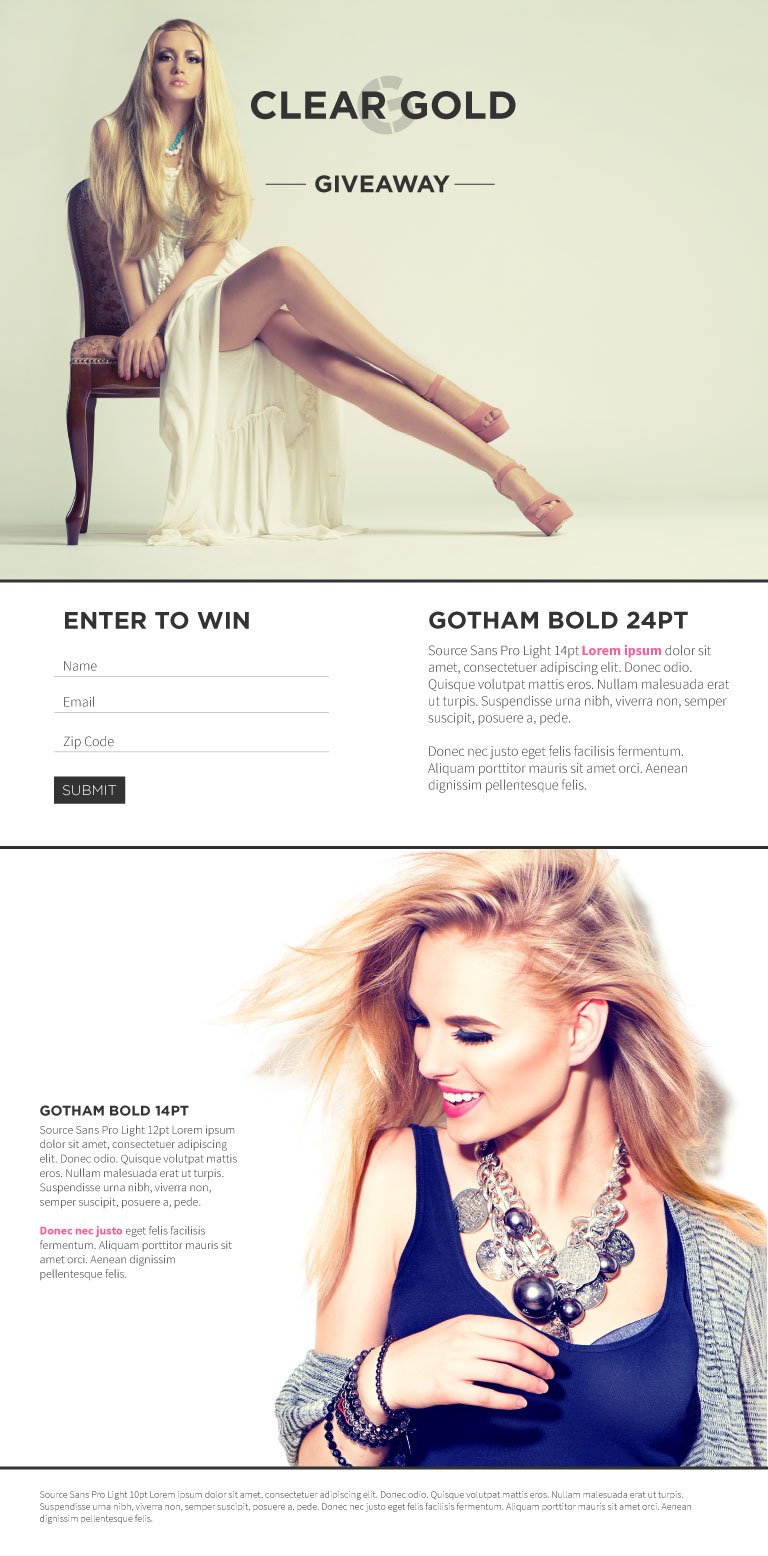 CLEAR GOLD
GIVEAWAY
ENTER TO WIN
Name
Email
Zip Code
SUBMIT
GOTHAM BOLD 24PT
Source Sans Pro Light 14pt Lorem ipsum dolor sit
amet, consectetuer adipiscing elit. Donec odio.
Quisque volutpat mattis eros. Nullam malesuada erat
ut turpis. Suspendisse urna nibh, viverra non, semper
suscipit, posuere a, pede.
Donec nec justo eget felis facilisis fermentum.
Aliquam porttitor mauris sit amet orci. Aenean
dignissim pellentesque felis.
GOTHAM BOLD 14PT
Source Sans Pro Light 12pt Lorem ipsum
dolor sit amet, consectetuer adipiscing
elit. Donec odio. Quisque volutpat mattis
eros. Nullam malesuada erat ut turpis.
Suspendisse urna nibh, viverra non,
semper suscipit, posuere a, pede.
Donec nec justo eget felis facilisis
fermentum. Aliquam porttitor mauris sit
amet orci. Aenean dignissim
pellentesque felis.
Source Sans Pro Light 10pt Lorem ipsum dolor sit amet, consectetuer adipiscing elit. Donec odio. Quisque volutpat mattis eros. Nullam malesuada erat ut turpis.
Suspendisse urna nibh, viverra non, semper suscipit, posuere a, pede. Donec nec justo eget felis facilisis fermentum. Aliquam porttitor mauris sit amet orci. Aenean
dignissim pellentesque felis.